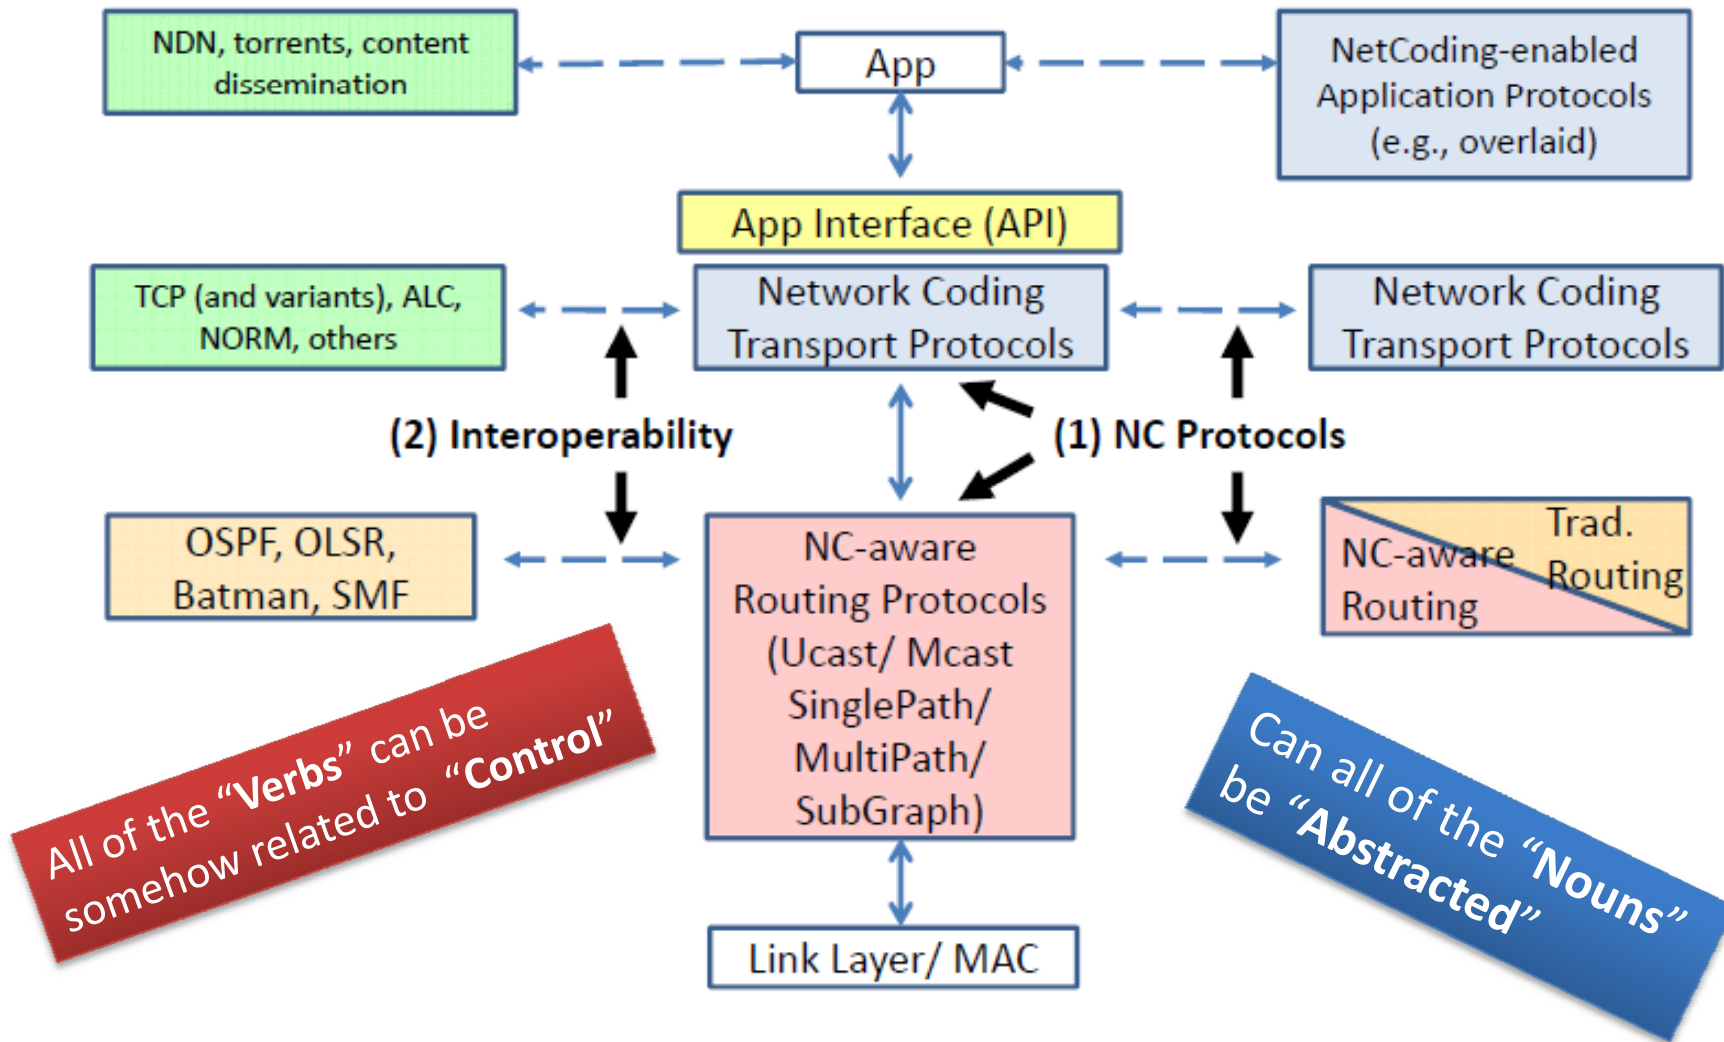 NDN, torrents, content
dissemination
App
NetCoding-enabled
Application Protocols
(e.g., overlaid)
App Interface (API)
TCP (and variants), ALC,
NORM, others
Network Coding
Transport Protocols
Network Coding
Transport Protocols
(2) Interoperability
(1) NC Protocols
OSPF, OLSR,
Batman, SMF
NC-aware
Routing Protocols
(Ucast/ Mcast
SinglePath/
MultiPath/
SubGraph)
Trad.
Routing
NC-aware
Routing
All of the “Verbs” can be
somehow related to “Control”
Can all of the “Nouns”
be “Abstracted”
Link Layer/ MAC